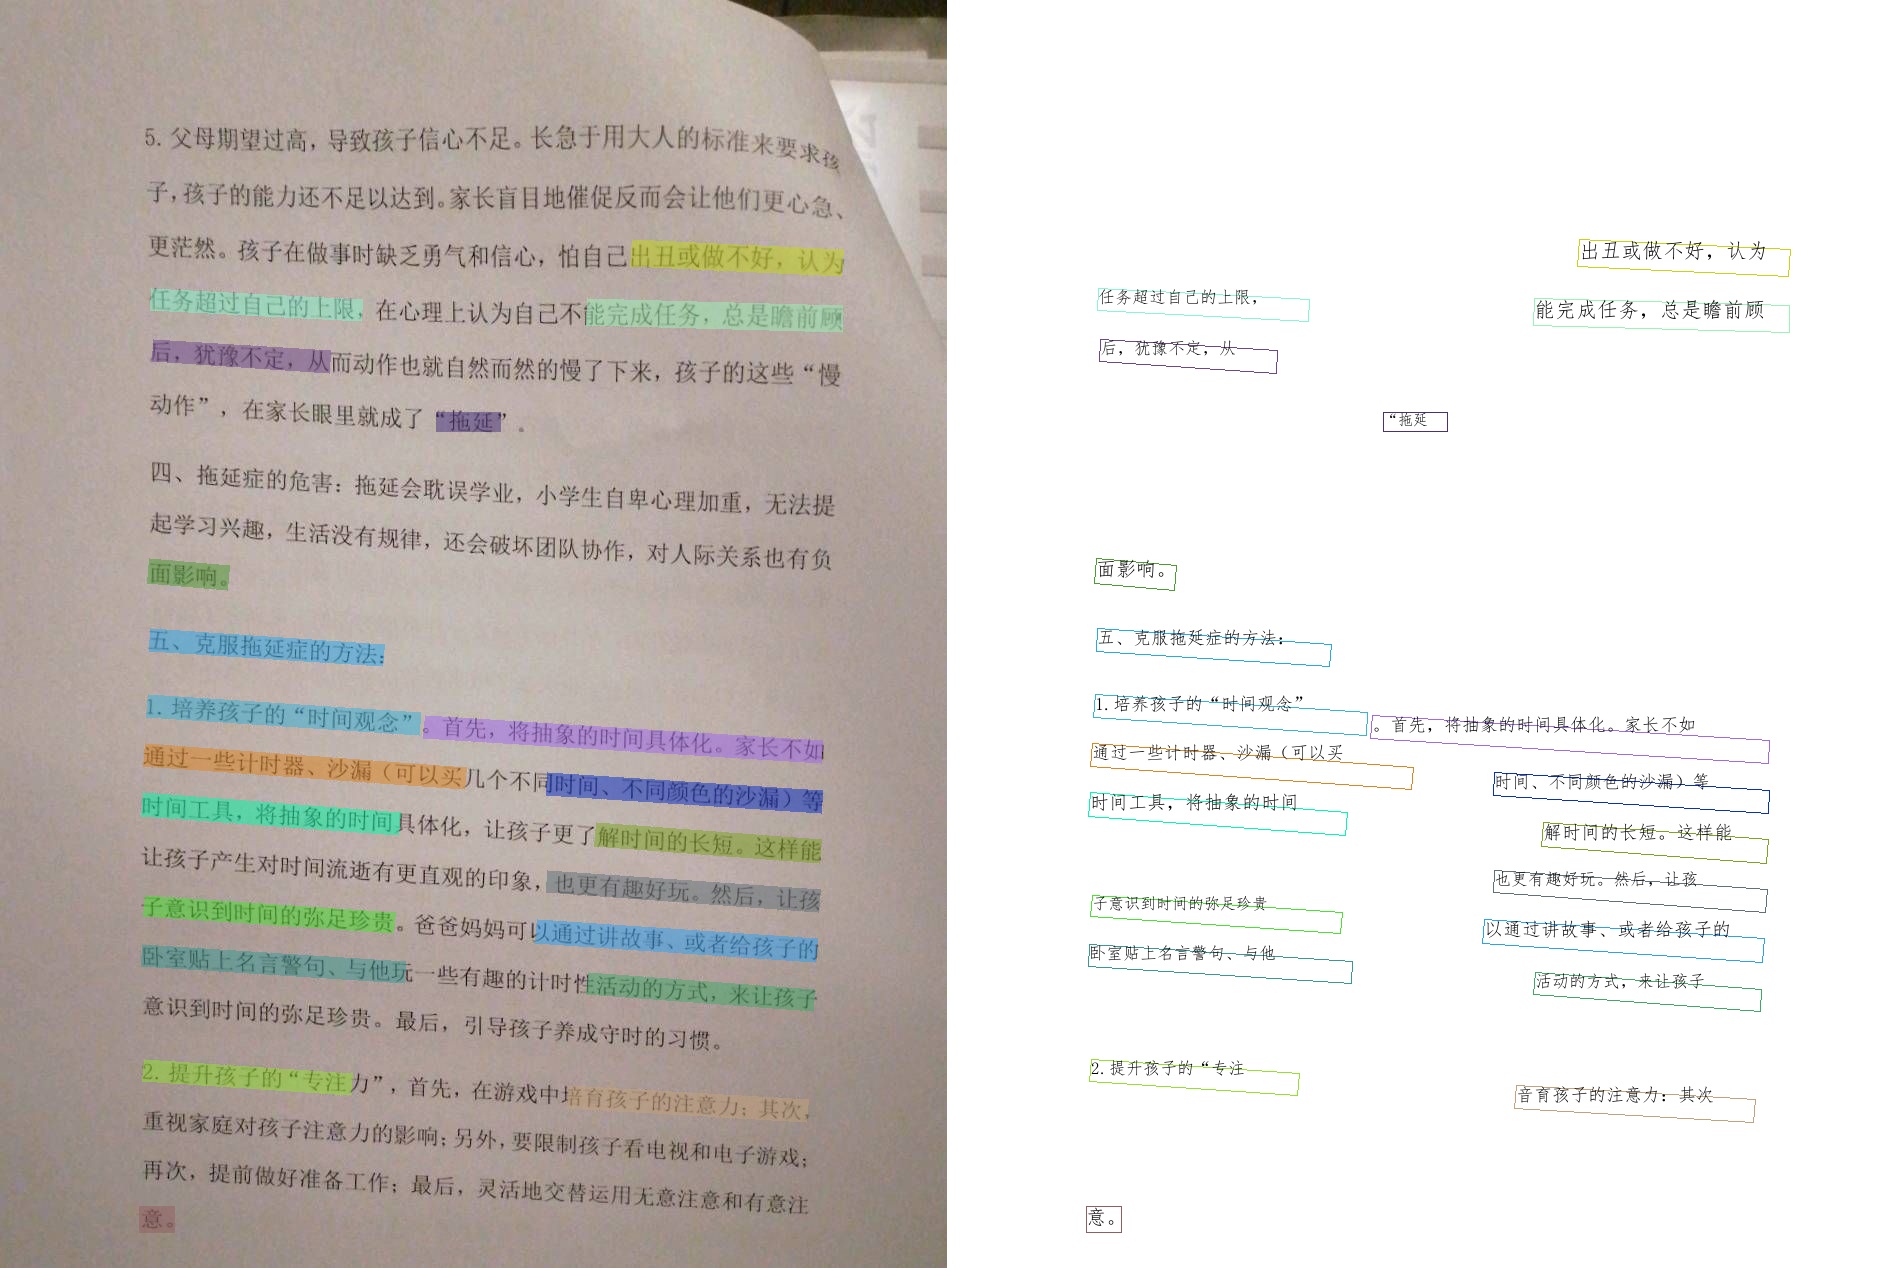 5. 父母期望过高，导致孩子信心不足。长急于用大人的标准来要求孩
子，孩子的能力还不足以达到。家长盲目地催促反而会让他们更心急、
更茫然。孩子在做事时缺乏勇气和信心，怕自己出丑或做不好，认为
任务超过自己的上限，在心理上认为自己不能完成任务，总是瞻前顾
后，犹豫不定，从而动作也就自然而然的慢了下来，孩子的这些“慢
动作”，在家长眼里就成了“拖延”。
四、拖延症的危害：拖延会耽误学业，小学生自卑心理加重，无法提
起学习兴趣，生活没有规律，还会破坏团队协作，对人际关系也有负
面影响。
五、克服拖延症的方法：
1. 培养孩子的“时间观念”。首先，将抽象的时间具体化。家长不如
通过一些计时器、沙漏（可以买几个不同时间、不同颜色的沙漏）等
时间工具，将抽象的时间具体化，让孩子更了解时间的长短。这样能
让孩子产生对时间流逝有更直观的印象，也更有趣好玩。然后，让孩
子意识到时间的弥足珍贵。爸爸妈妈可以通过讲故事、或者给孩子的
卧室贴上名言警句、与他玩一些有趣的计时性活动的方式，来让孩子
意识到时间的弥足珍贵。最后，引导孩子养成守时的习惯。
2. 提升孩子的“专注力”，首先，在游戏中培育孩子的注意力；其次，
重视家庭对孩子注意力的影响；另外，要限制孩子看电视和电子游戏；
再次，提前做好准备工作；最后，灵活地交替运用无意注意和有意注
意。
出丑或做不好，认为
任务超过自己的上限，
能完成任务，总是瞻前顾
后，犹豫不定，从
“拖延
面影响。
五、克服拖延症的方法：
1. 培养孩子的“时间观念”
。首先，将抽象的时间具体化。家长不如
通过一些计时器、沙漏（可以买
时间、不同颜色的沙漏）等
时间工具，将抽象的时间
解时间的长短。这样能
也更有趣好玩。然后，让孩
子意识到时间的弥足珍贵
以通过讲故事、或者给孩子的
卧室贴上名言警句、与他
活动的方式，来让孩子
2. 提升孩子的“专注
音育孩子的注意力：其次
意。